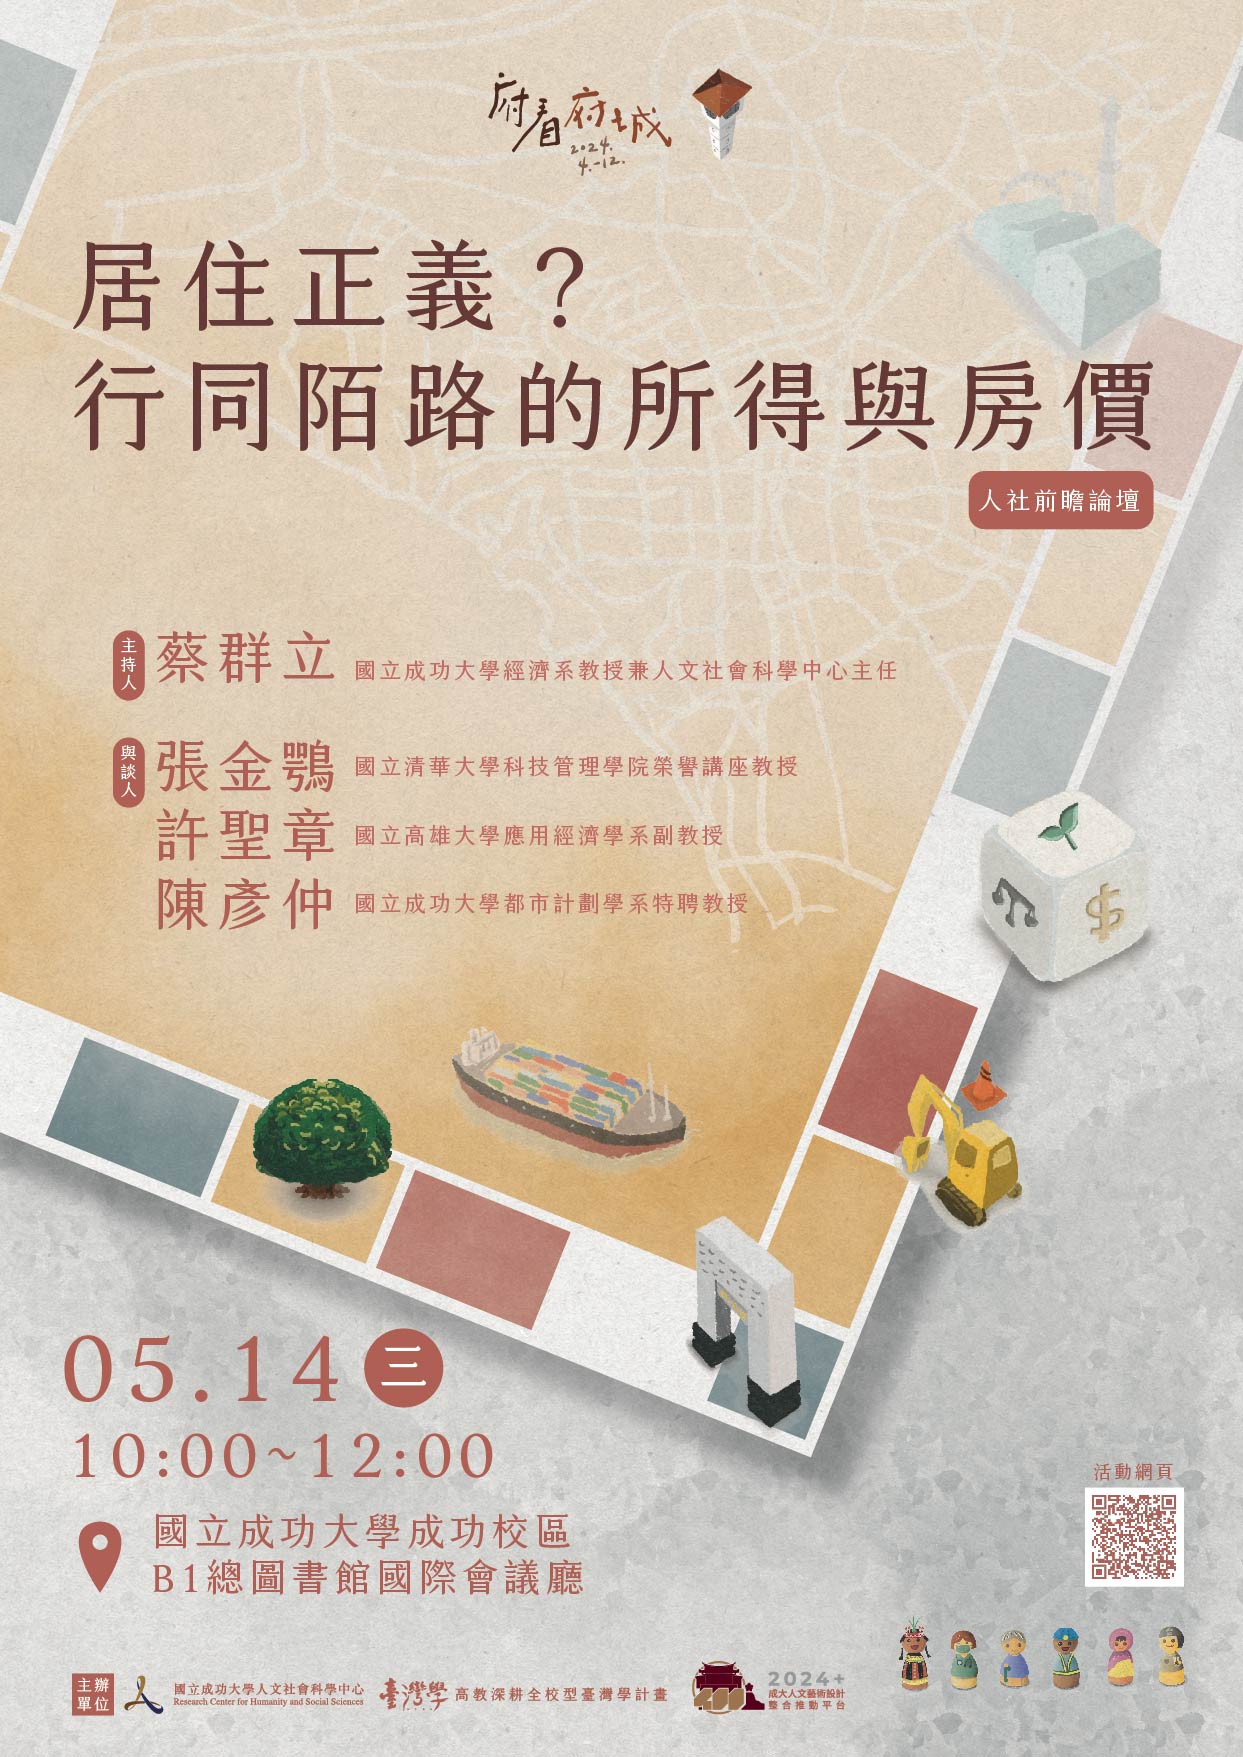 府看府城
2024.
4.-12.
居住正義？
行同陌路的所得與房價
人社前瞻論壇
主持人
蔡群立 國立成功大學經濟系教授兼人文社會科學中心主任
與談人
張金鶚 國立清華大學科技管理學院榮譽講座教授
許聖章 國立高雄大學應用經濟學系副教授
陳彥仲 國立成功大學都市計劃學系特聘教授
$
05.14 三
10:00~12:00
國立成功大學成功校區
B1總圖書館國際會議廳
活動網頁
主辦
單位
國立成功大學人文社會科學中心
Research Center for Humanity and Social Sciences
臺灣學 高教深耕全校型臺灣學計畫
400
2024+
成大人文藝術設計
整合推動平台